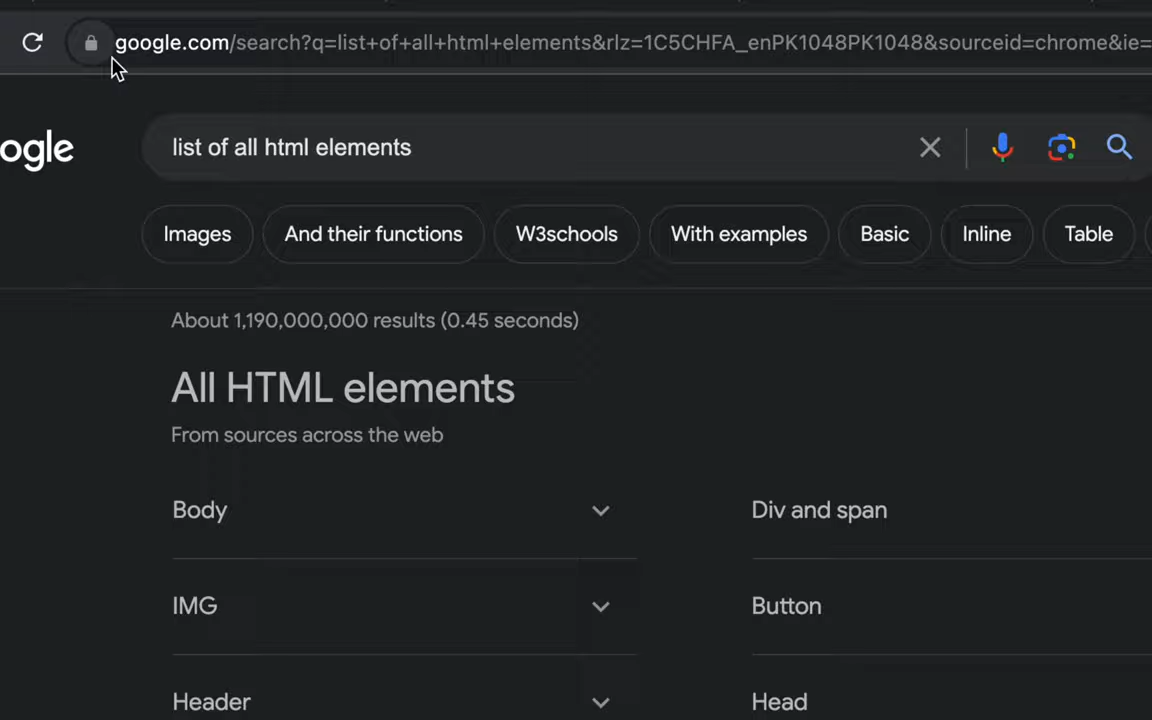 google.com/search?q=list+of+all+html+elements&rlz=1C5CHFA_enPK1048PK1048&sourceid=chrome&ie=
ogle
list of all html elements
Images And their functions W3schools With examples Basic Inline Table
About 1,190,000,000 results (0.45 seconds)
All HTML elements
From sources across the web
Body Div and span
IMG Button
Header Head